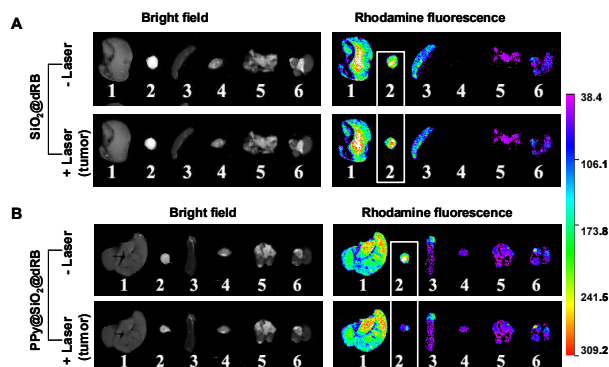 Bright field
Rhodamine fluorescence
A
SiO2@dRB
- Laser
1 2 3 4 5 6
1 2 3 4 5 6
+ Laser
(tumor)
1 2 3 4 5 6
1 2 3 4 5 6
B
Bright field
Rhodamine fluorescence
PPy@SiO2@dRB
- Laser
1 2 3 4 5 6
1 2 3 4 5 6
+ Laser
(tumor)
1 2 3 4 5 6
1 2 3 4 5 6
38.4
106.1
173.8
241.5
309.2